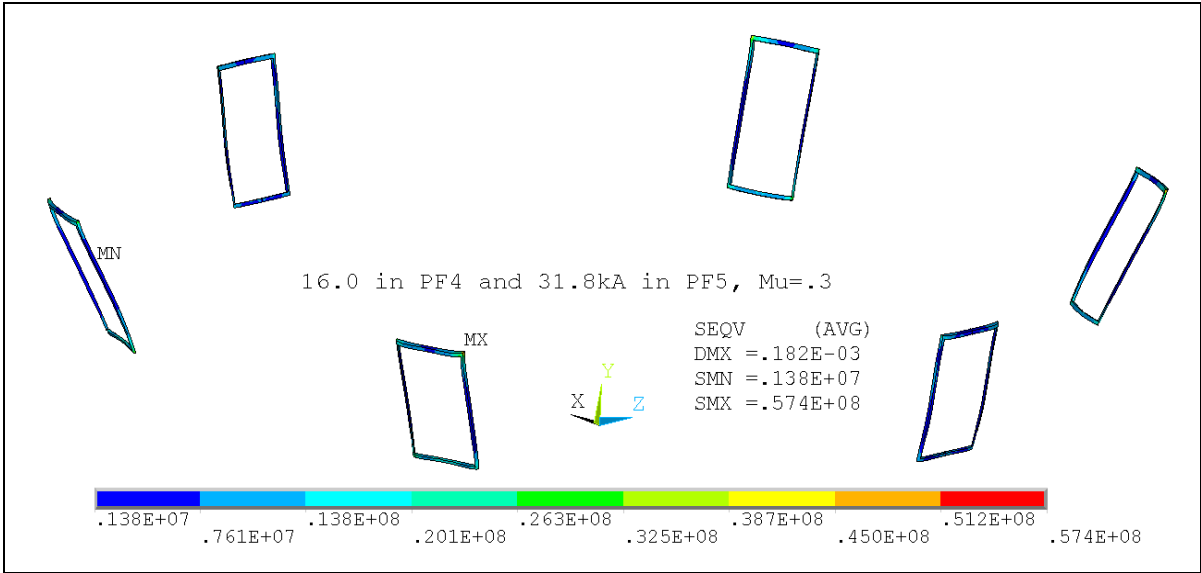 MN
16.0 in PF4 and 31.8kA in PF5, Mu=.3
MX
SEQV (AVG)
DMX =.182E-03
SMN =.138E+07
SMX =.574E+08
Y
X
Z
.138E+07 .138E+08 .263E+08 .387E+08 .512E+08
.761E+07 .201E+08 .325E+08 .450E+08 .574E+08